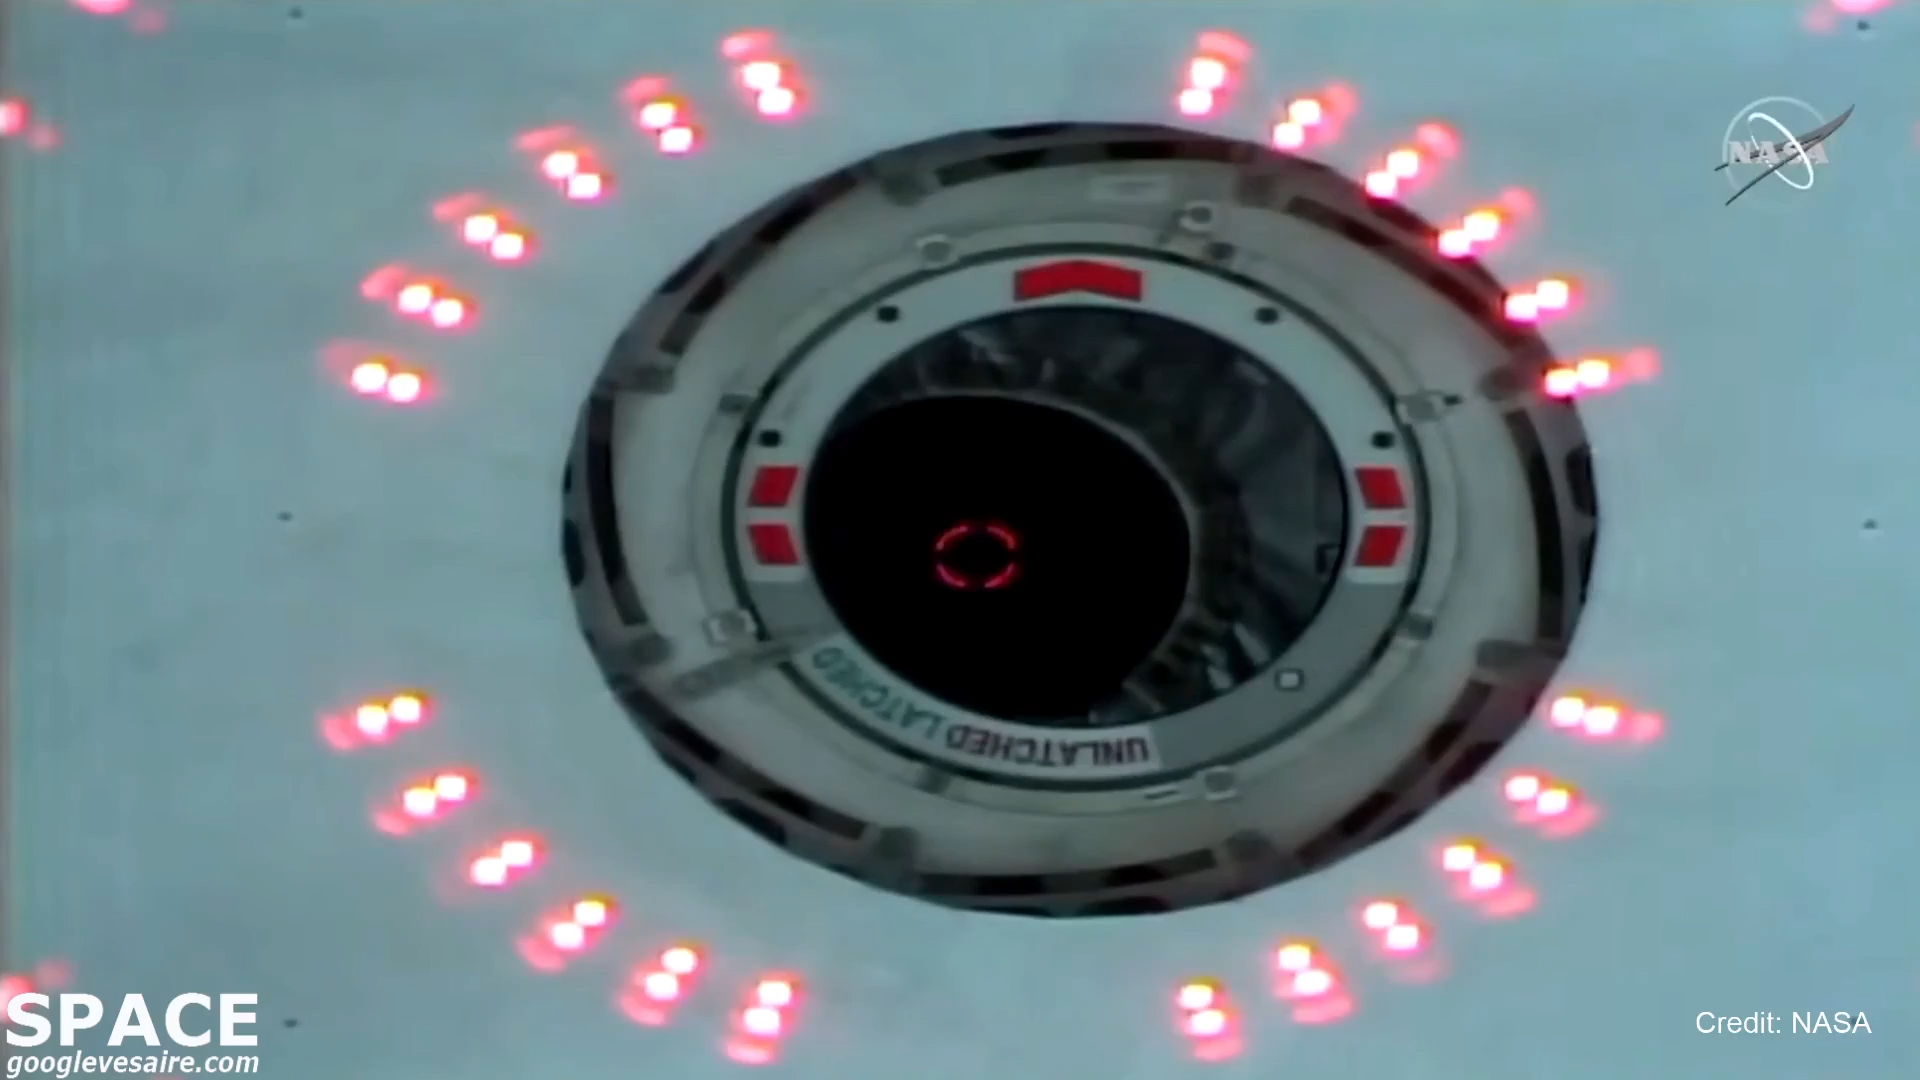 NASA
LATCHED
UNLATCHED
SPACE
googlevesaire.com
Credit: NASA